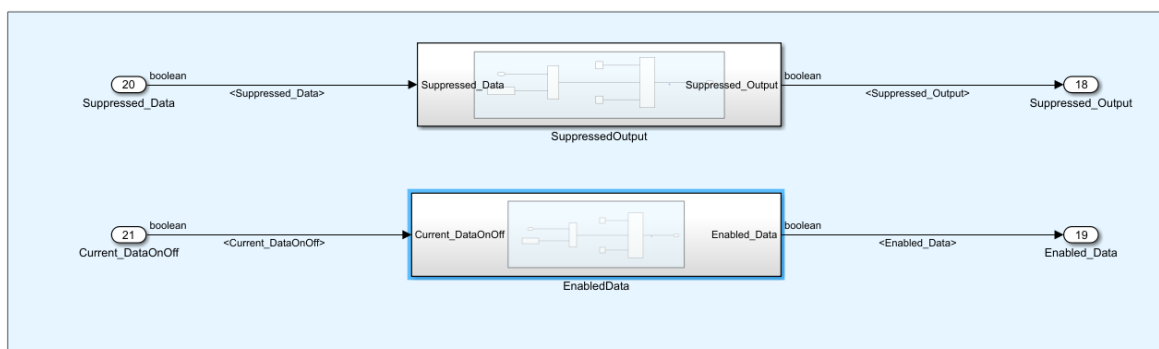 20
boolean
Suppressed_Data
<Suppressed_Data>
Suppressed_Data
Suppressed_Output
SuppressedOutput
boolean
<Suppressed_Output>
18
Suppressed_Output
21
boolean
Current_DataOnOff
<Current_DataOnOff>
Current_DataOnOff
Enabled_Data
EnabledData
boolean
<Enabled_Data>
19
Enabled_Data